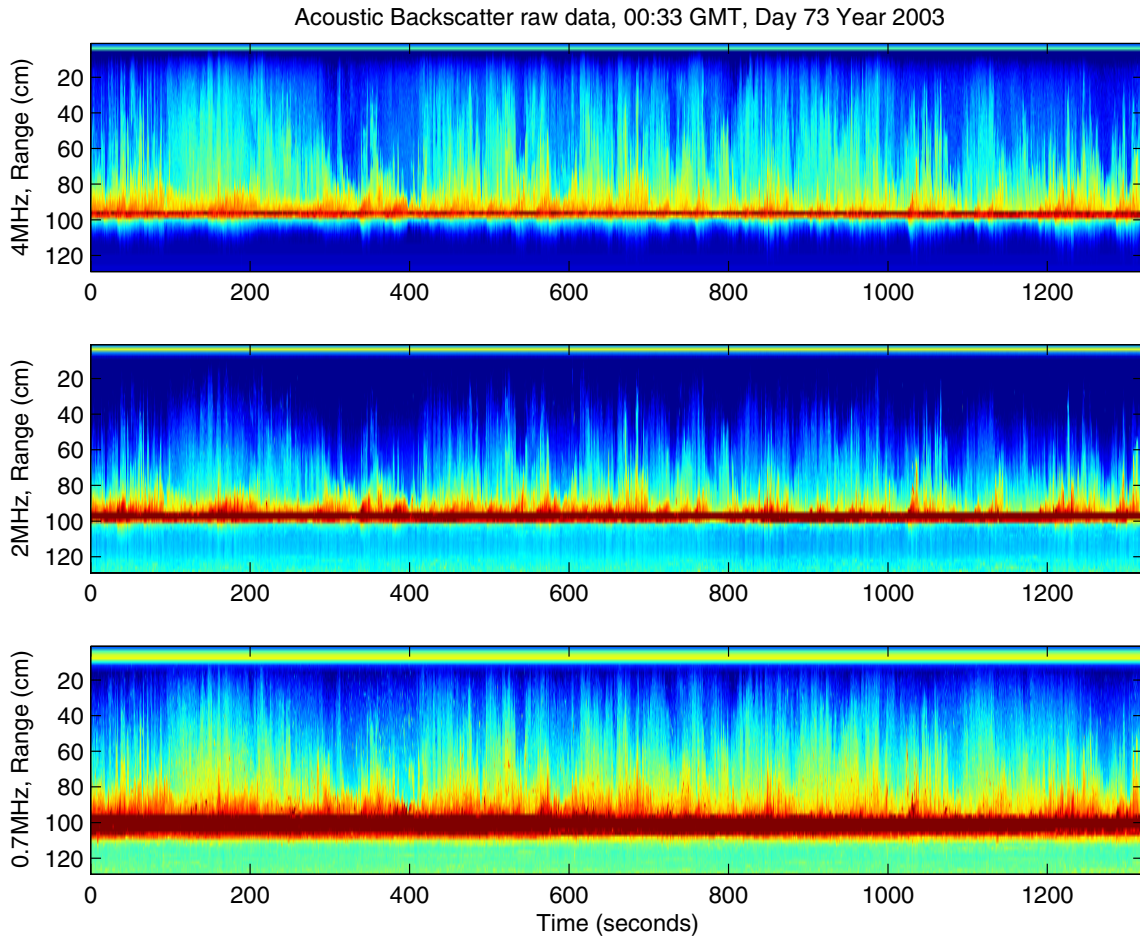 Acoustic Backscatter raw data, 00:33 GMT, Day 73 Year 2003
4MHz, Range (cm)
20
40
60
80
100
120
0 200 400 600 800 1000 1200
2MHz, Range (cm)
20
40
60
80
100
120
0 200 400 600 800 1000 1200
0.7MHz, Range (cm)
20
40
60
80
100
120
0 200 400 600 800 1000 1200
Time (seconds)